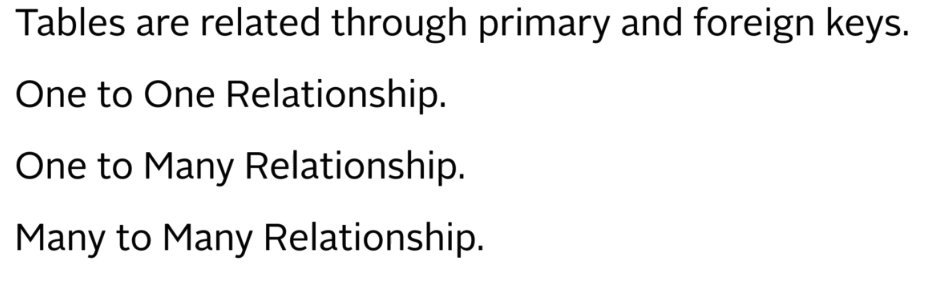 Tables are related through primary and foreign keys.
One to One Relationship.
One to Many Relationship.
Many to Many Relationship.